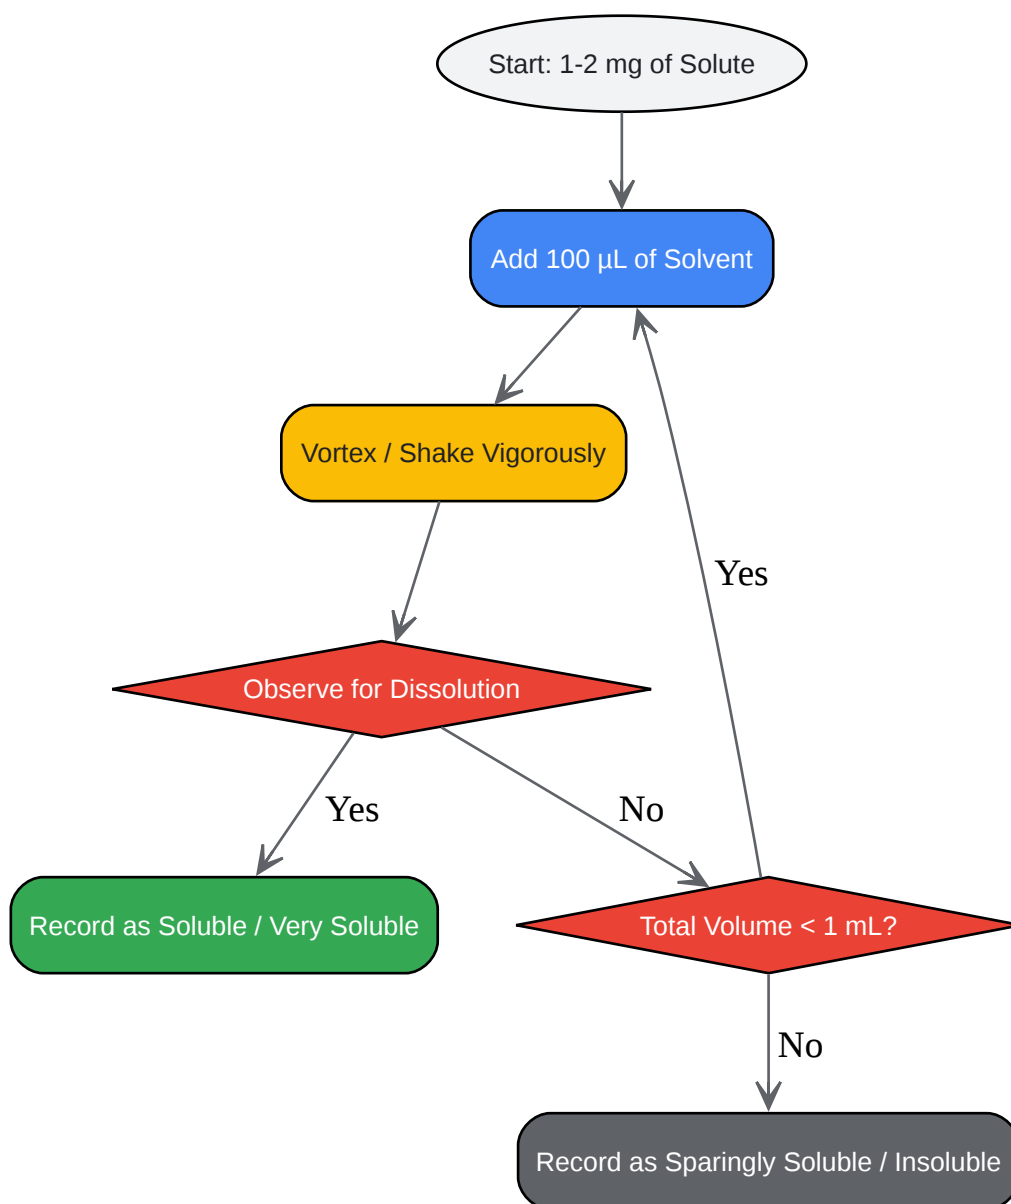 Start: 1-2 mg of Solute
Add 100 µL of Solvent
Vortex / Shake Vigorously
Yes
Observe for Dissolution
Yes
No
Record as Soluble / Very Soluble
Total Volume < 1 mL?
No
Record as Sparingly Soluble / Insoluble